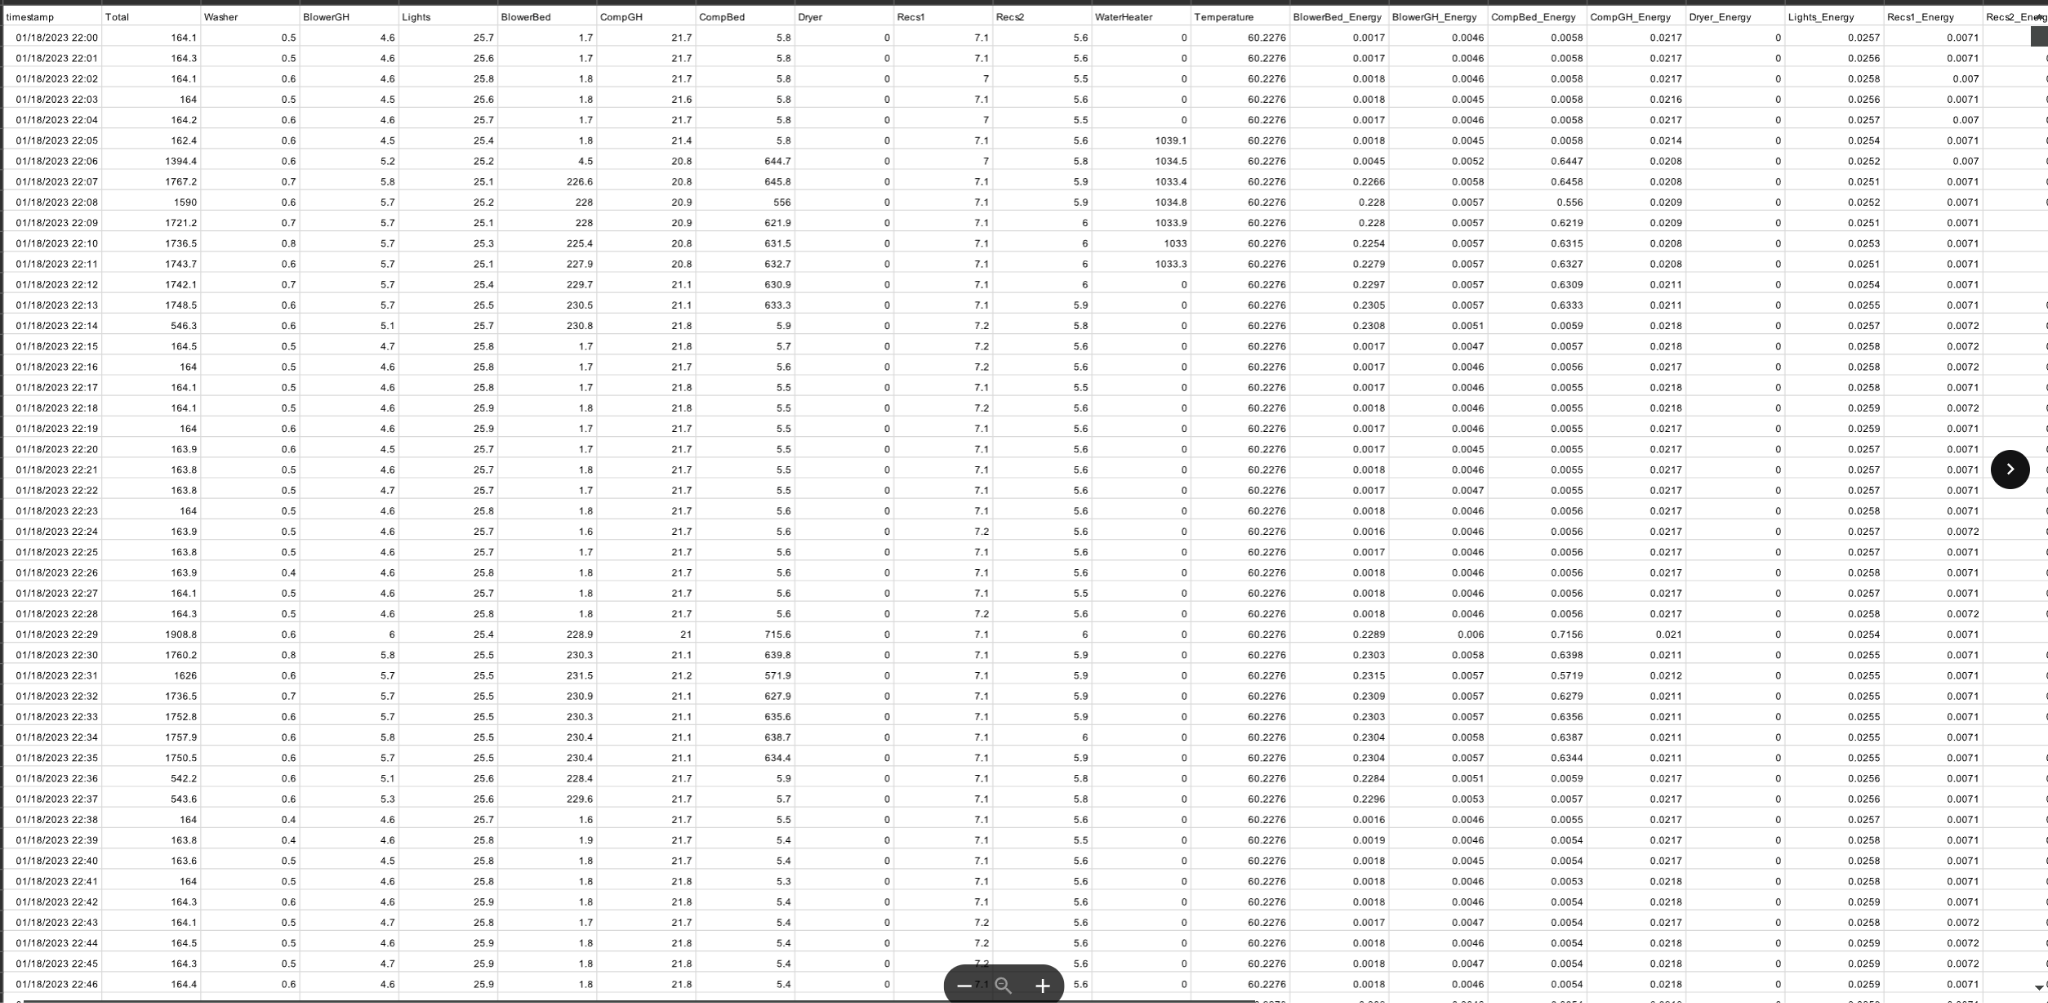 timestamp Total Washer BlowerGH Lights BlowerBed CompGH CompBed Dryer Recs1 Recs2 WaterHeater Temperature BlowerBed_Energy BlowerGH_Energy CompBed_Energy CompGH_Energy Dryer_Energy Lights_Energy Recs1_Energy
01/18/2023 22:00 164.1 0.5 4.6 25.7 1.7 21.7 5.8 0 7.1 5.6 0 60.2276 0.0017 0.0046 0.0058 0.0217 0 0.0257 0.0071
01/18/2023 22:01 164.3 0.5 4.6 25.6 1.7 21.7 5.8 0 7.1 5.6 0 60.2276 0.0017 0.0046 0.0058 0.0217 0 0.0256 0.0071
01/18/2023 22:02 164.1 0.6 4.6 25.8 1.8 21.7 5.8 0 7 5.5 0 60.2276 0.0018 0.0046 0.0058 0.0217 0 0.0258 0.007
01/18/2023 22:03 164 0.5 4.5 25.6 1.8 21.6 5.8 0 7.1 5.6 0 60.2276 0.0018 0.0045 0.0058 0.0216 0 0.0256 0.0071
01/18/2023 22:04 164.2 0.6 4.6 25.7 1.7 21.7 5.8 0 7 5.5 0 60.2276 0.0017 0.0046 0.0058 0.0217 0 0.0257 0.007
01/18/2023 22:05 162.4 0.6 4.5 25.4 1.8 21.4 5.8 0 7.1 5.6 1039.1 60.2276 0.0018 0.0045 0.0058 0.0214 0 0.0254 0.0071
01/18/2023 22:06 1394.4 0.6 5.2 25.2 4.5 20.8 644.7 0 7 5.8 1034.5 60.2276 0.0045 0.0052 0.6447 0.0208 0 0.0252 0.007
01/18/2023 22:07 1767.2 0.7 5.8 25.1 226.6 20.8 645.8 0 7.1 5.9 1033.4 60.2276 0.2266 0.0058 0.6458 0.0208 0 0.0251 0.0071
01/18/2023 22:08 1590 0.6 5.7 25.2 228 20.9 556 0 7.1 5.9 1034.8 60.2276 0.228 0.0057 0.556 0.0209 0 0.0252 0.0071
01/18/2023 22:09 1721.2 0.7 5.7 25.1 228 20.9 621.9 0 7.1 6 1033.9 60.2276 0.228 0.0057 0.6219 0.0209 0 0.0251 0.0071
01/18/2023 22:10 1736.5 0.8 5.7 25.3 225.4 20.8 631.5 0 7.1 6 1033 60.2276 0.2254 0.0057 0.6315 0.0208 0 0.0253 0.0071
01/18/2023 22:11 1743.7 0.6 5.7 25.1 227.9 20.8 632.7 0 7.1 6 1033.3 60.2276 0.2279 0.0057 0.6327 0.0208 0 0.0251 0.0071
01/18/2023 22:12 1742.1 0.7 5.7 25.4 229.7 21.1 630.9 0 7.1 6 0 60.2276 0.2297 0.0057 0.6309 0.0211 0 0.0254 0.0071
01/18/2023 22:13 1748.5 0.6 5.7 25.5 230.5 21.1 633.3 0 7.1 5.9 0 60.2276 0.2305 0.0057 0.6333 0.0211 0 0.0255 0.0071
01/18/2023 22:14 546.3 0.6 5.1 25.7 230.8 21.8 5.9 0 7.2 5.8 0 60.2276 0.2308 0.0051 0.0059 0.0218 0 0.0257 0.0072
01/18/2023 22:15 164.5 0.5 4.7 25.8 1.7 21.8 5.7 0 7.2 5.6 0 60.2276 0.0017 0.0047 0.0057 0.0218 0 0.0258 0.0072
01/18/2023 22:16 164 0.5 4.6 25.8 1.7 21.7 5.6 0 7.2 5.6 0 60.2276 0.0017 0.0046 0.0056 0.0217 0 0.0258 0.0072
01/18/2023 22:17 164.1 0.5 4.6 25.8 1.7 21.8 5.5 0 7.1 5.5 0 60.2276 0.0017 0.0046 0.0055 0.0218 0 0.0258 0.0071
01/18/2023 22:18 164.1 0.5 4.6 25.9 1.8 21.8 5.5 0 7.2 5.6 0 60.2276 0.0018 0.0046 0.0055 0.0218 0 0.0259 0.0072
01/18/2023 22:19 164 0.6 4.6 25.9 1.7 21.7 5.5 0 7.1 5.6 0 60.2276 0.0017 0.0046 0.0055 0.0217 0 0.0259 0.0071
01/18/2023 22:20 163.9 0.6 4.5 25.7 1.7 21.7 5.5 0 7.1 5.6 0 60.2276 0.0017 0.0045 0.0055 0.0217 0 0.0257 0.0071
01/18/2023 22:21 163.8 0.5 4.6 25.7 1.8 21.7 5.5 0 7.1 5.6 0 60.2276 0.0018 0.0046 0.0055 0.0217 0 0.0257 0.0071
01/18/2023 22:22 163.8 0.5 4.7 25.7 1.7 21.7 5.5 0 7.1 5.6 0 60.2276 0.0017 0.0047 0.0055 0.0217 0 0.0257 0.0071
01/18/2023 22:23 164 0.5 4.6 25.8 1.8 21.7 5.6 0 7.1 5.6 0 60.2276 0.0018 0.0046 0.0056 0.0217 0 0.0258 0.0071
01/18/2023 22:24 163.9 0.5 4.6 25.7 1.6 21.7 5.6 0 7.2 5.6 0 60.2276 0.0016 0.0046 0.0056 0.0217 0 0.0257 0.0072
01/18/2023 22:25 163.8 0.5 4.6 25.7 1.7 21.7 5.6 0 7.1 5.6 0 60.2276 0.0017 0.0046 0.0056 0.0217 0 0.0257 0.0071
01/18/2023 22:26 163.9 0.4 4.6 25.8 1.8 21.7 5.6 0 7.1 5.6 0 60.2276 0.0018 0.0046 0.0056 0.0217 0 0.0258 0.0071
01/18/2023 22:27 164.1 0.5 4.6 25.7 1.8 21.7 5.6 0 7.1 5.5 0 60.2276 0.0018 0.0046 0.0056 0.0217 0 0.0257 0.0071
01/18/2023 22:28 164.3 0.5 4.6 25.8 1.8 21.7 5.6 0 7.2 5.6 0 60.2276 0.0018 0.0046 0.0056 0.0217 0 0.0258 0.0072
01/18/2023 22:29 1908.8 0.6 6 25.4 228.9 21 715.6 0 7.1 6 0 60.2276 0.2289 0.006 0.7156 0.021 0 0.0254 0.0071
01/18/2023 22:30 1760.2 0.8 5.8 25.5 230.3 21.1 639.8 0 7.1 5.9 0 60.2276 0.2303 0.0058 0.6398 0.0211 0 0.0255 0.0071
01/18/2023 22:31 1626 0.6 5.7 25.5 231.5 21.2 571.9 0 7.1 5.9 0 60.2276 0.2315 0.0057 0.5719 0.0212 0 0.0255 0.0071
01/18/2023 22:32 1736.5 0.7 5.7 25.5 230.9 21.1 627.9 0 7.1 5.9 0 60.2276 0.2309 0.0057 0.6279 0.0211 0 0.0255 0.0071
01/18/2023 22:33 1752.8 0.6 5.7 25.5 230.3 21.1 635.6 0 7.1 5.9 0 60.2276 0.2303 0.0057 0.6356 0.0211 0 0.0255 0.0071
01/18/2023 22:34 1757.9 0.6 5.8 25.5 230.4 21.1 638.7 0 7.1 6 0 60.2276 0.2304 0.0058 0.6387 0.0211 0 0.0255 0.0071
01/18/2023 22:35 1750.5 0.6 5.7 25.5 230.4 21.1 634.4 0 7.1 5.9 0 60.2276 0.2304 0.0057 0.6344 0.0211 0 0.0255 0.0071
01/18/2023 22:36 542.2 0.6 5.1 25.6 228.4 21.7 5.9 0 7.1 5.8 0 60.2276 0.2284 0.0051 0.0059 0.0217 0 0.0256 0.0071
01/18/2023 22:37 543.6 0.6 5.3 25.6 229.6 21.7 5.7 0 7.1 5.8 0 60.2276 0.2296 0.0053 0.0057 0.0217 0 0.0256 0.0071
01/18/2023 22:38 164 0.4 4.6 25.7 1.6 21.7 5.5 0 7.1 5.6 0 60.2276 0.0016 0.0046 0.0055 0.0217 0 0.0257 0.0071
01/18/2023 22:39 163.8 0.4 4.6 25.8 1.9 21.7 5.4 0 7.1 5.5 0 60.2276 0.0019 0.0046 0.0054 0.0217 0 0.0258 0.0071
01/18/2023 22:40 163.6 0.5 4.5 25.8 1.8 21.7 5.4 0 7.1 5.6 0 60.2276 0.0018 0.0045 0.0054 0.0217 0 0.0258 0.0071
01/18/2023 22:41 164 0.5 4.6 25.8 1.8 21.8 5.3 0 7.1 5.6 0 60.2276 0.0018 0.0046 0.0053 0.0218 0 0.0258 0.0071
01/18/2023 22:42 164.3 0.6 4.6 25.9 1.8 21.8 5.4 0 7.1 5.6 0 60.2276 0.0018 0.0046 0.0054 0.0218 0 0.0259 0.0071
01/18/2023 22:43 164.1 0.5 4.7 25.8 1.7 21.7 5.4 0 7.2 5.6 0 60.2276 0.0017 0.0047 0.0054 0.0217 0 0.0258 0.0072
01/18/2023 22:44 164.5 0.5 4.6 25.9 1.8 21.8 5.4 0 7.2 5.6 0 60.2276 0.0018 0.0046 0.0054 0.0218 0 0.0259 0.0072
01/18/2023 22:45 164.3 0.5 4.7 25.9 1.8 21.8 5.4 0 7.2 5.6 0 60.2276 0.0018 0.0047 0.0054 0.0218 0 0.0259 0.0072
01/18/2023 22:46 164.4 0.6 4.6 25.9 1.8 21.8 5.4 0 7.1 5.6 0 60.2276 0.0018 0.0046 0.0054 0.0218 0 0.0259 0.0071